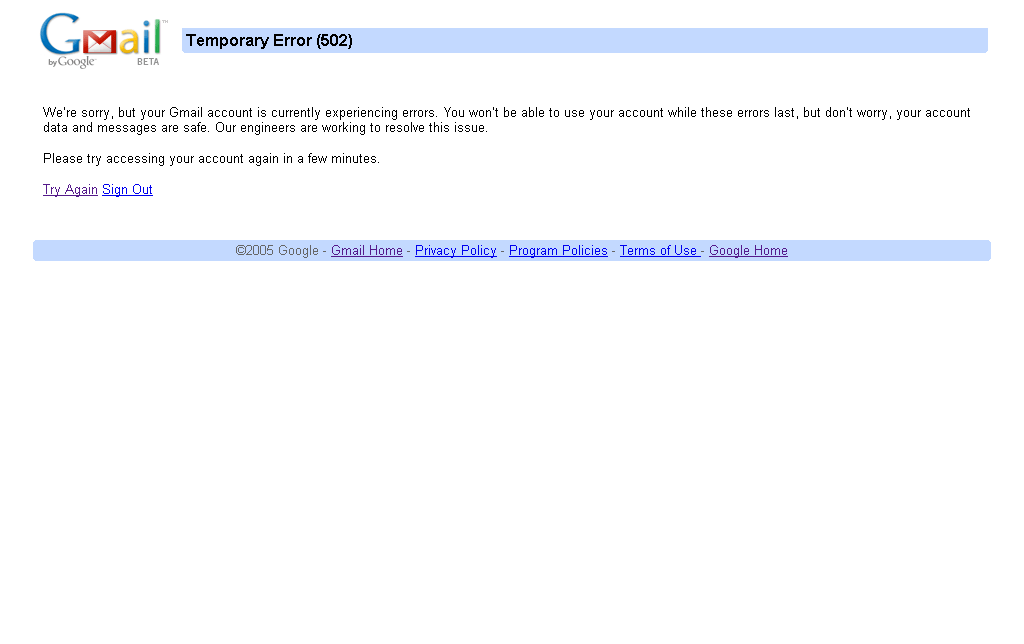 Gmail™
by Google
BETA
Temporary Error (502)
We're sorry, but your Gmail account is currently experiencing errors. You won't be able to use your account while these errors last, but don't worry, your account
data and messages are safe. Our engineers are working to resolve this issue.
Please try accessing your account again in a few minutes.
Try Again Sign Out
©2005 Google - Gmail Home - Privacy Policy - Program Policies - Terms of Use - Google Home